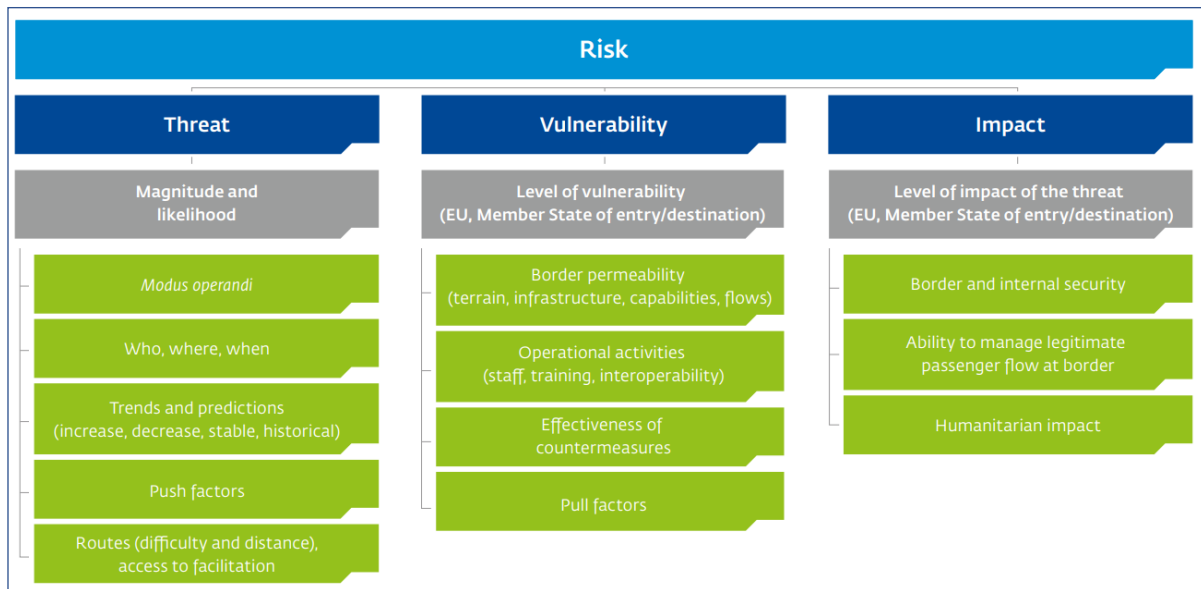 Risk
Threat
Magnitude and
likelihood
Modus operandi
Who, where, when
Trends and predictions
(increase, decrease, stable, historical)
Push factors
Routes (difficulty and distance),
access to facilitation
Vulnerability
Level of vulnerability
(EU, Member State of entry/destination)
Border permeability
(terrain, infrastructure, capabilities, flows)
Operational activities
(staff, training, interoperability)
Effectiveness of
countermeasures
Pull factors
Impact
Level of impact of the threat
(EU, Member State of entry/destination)
Border and internal security
Ability to manage legitimate
passenger flow at border
Humanitarian impact